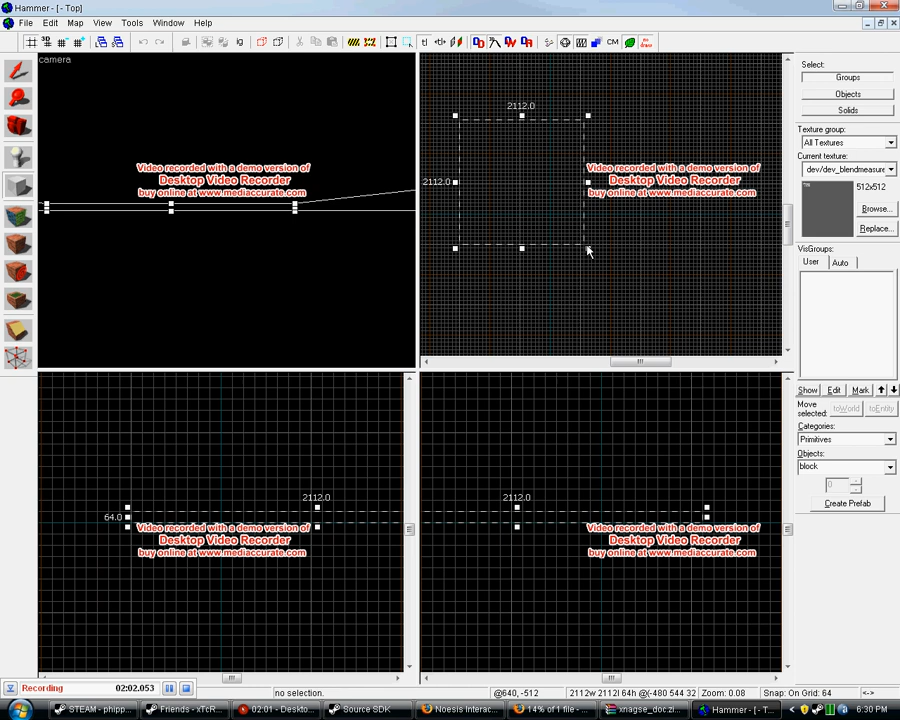 Hammer - [ - Top]
File Edit Map View Tools Window Help
3D
ig
tl
CM
no draw
camera
Video recorded with a demo version of
Desktop Video Recorder
buy online at www.mediaccurate.com
2112.0
2112.0
Video recorded with a demo version of
Desktop Video Recorder
buy online at www.mediaccurate.com
Select:
Groups
Objects
Solids
Texture group:
All Textures
Current texture:
dev/dev_blendmeasure
512x512
Browse...
Replace...
VisGroups:
User Auto
Show Edit Mark
Move selected:
toWorld toEntity
Categories:
Primitives
Objects:
block
0
Create Prefab
2112.0
64.0
Video recorded with a demo version of
Desktop Video Recorder
buy online at www.mediaccurate.com
2112.0
Video recorded with a demo version of
Desktop Video Recorder
buy online at www.mediaccurate.com
Recording 02:02.053
no selection.
@640, -512
2112w 2112l 64h @(-480 544 32
Zoom: 0.08
Snap: On Grid: 64
<->
STEAM - phipp...
Friends - xTcR...
02:01 - Deskto...
Source SDK
Noesis Interac...
14% of 1 file - ...
xnagse_doc.zi...
Hammer - [ - T...
6:30 PM